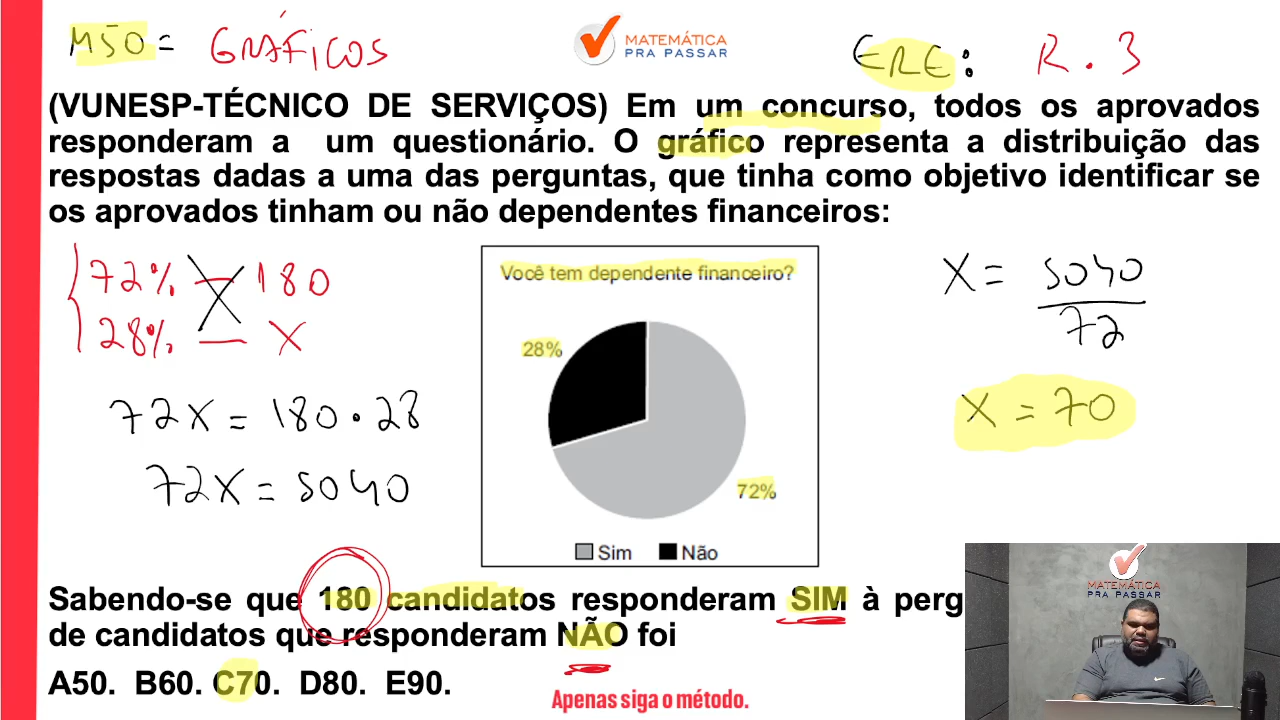 M50 = GRÁFICOS
MATEMÁTICA
PRA PASSAR
ERE: R.3
(VUNESP-TÉCNICO DE SERVIÇOS) Em um concurso, todos os aprovados
responderam a um questionário. O gráfico representa a distribuição das
respostas dadas a uma das perguntas, que tinha como objetivo identificar se
os aprovados tinham ou não dependentes financeiros:
72% — 180
28% — X
72X = 180 . 28
72X = 5040
Você tem dependente financeiro?
28%
72%
Sim Não
X = 5040
72
X = 70
Sabendo-se que 180 candidatos responderam SIM à perg
de candidatos que responderam NÃO foi
A50. B60. C70. D80. E90.
Apenas siga o método.
MATEMÁTICA
PRA PASSAR